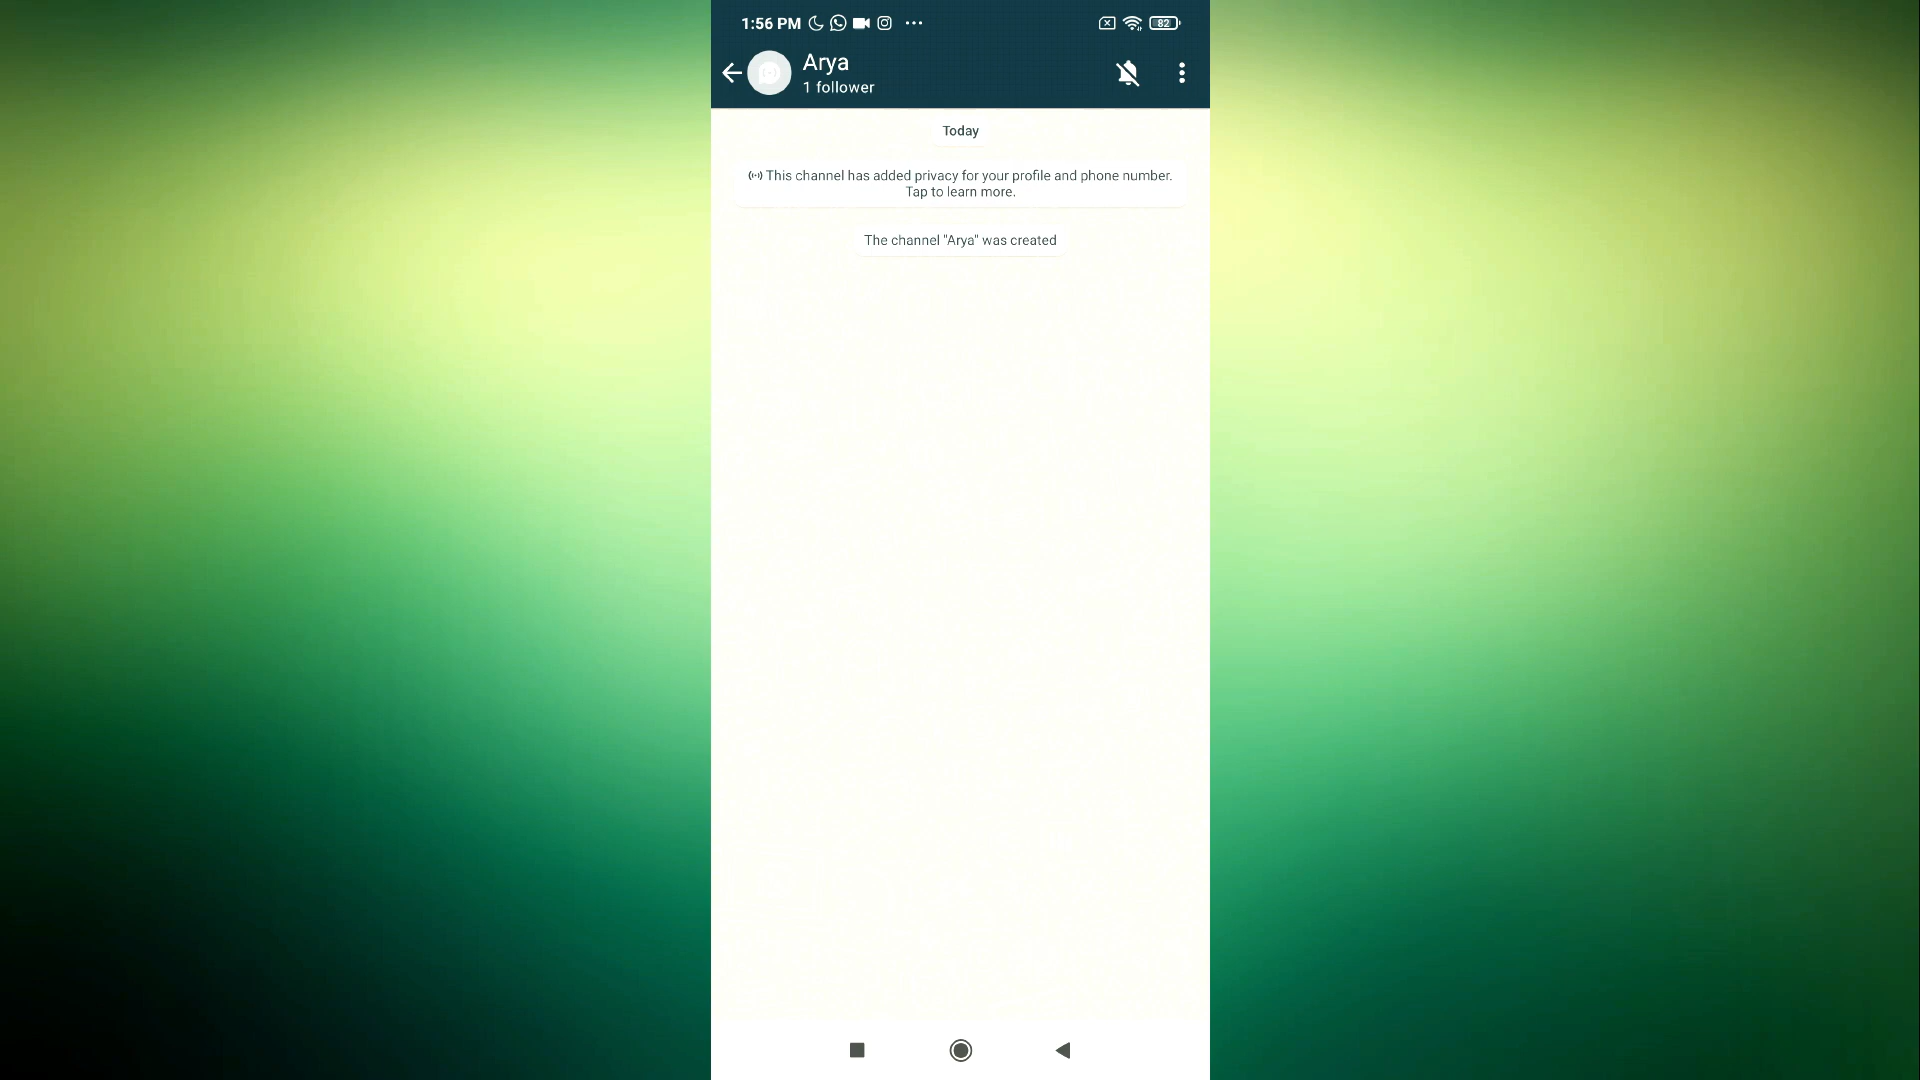 1:56 PM
82
Arya
1 follower
Today
This channel has added privacy for your profile and phone number.
Tap to learn more.
The channel "Arya" was created